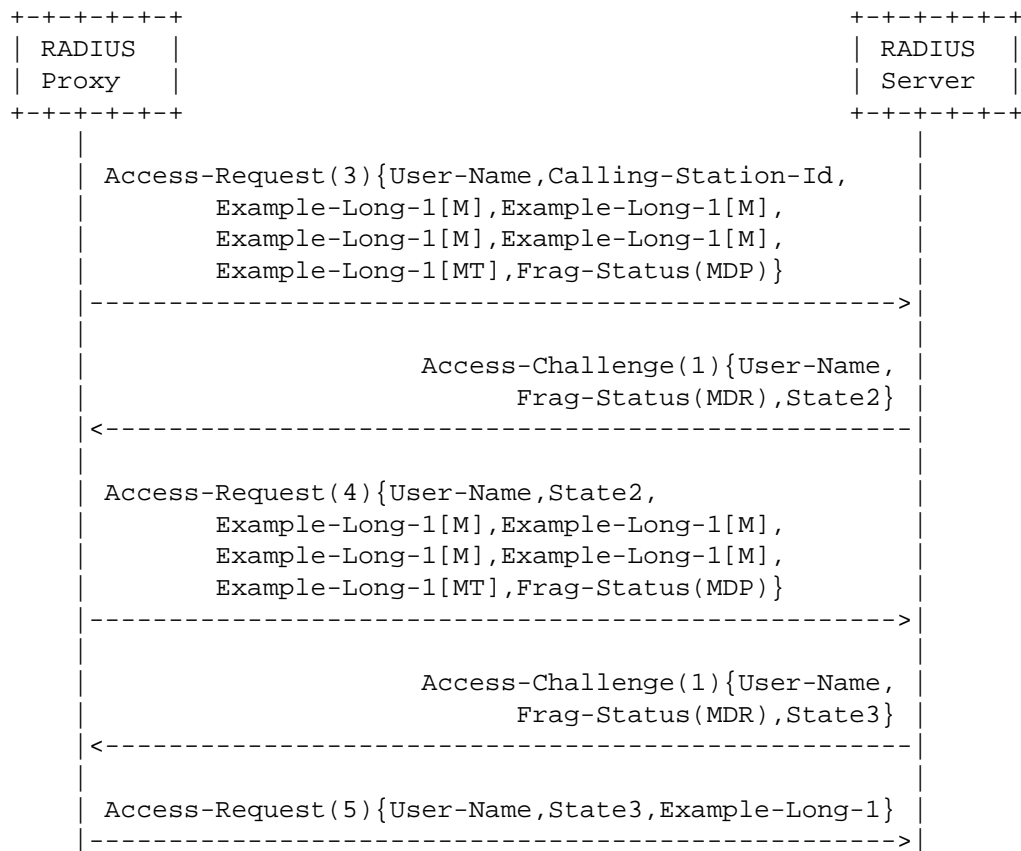 +-+-+-+-+-+ +-+-+-+-+-+
| RADIUS | | RADIUS |
| Proxy | | Server |
+-+-+-+-+-+ +-+-+-+-+-+
| |
| Access-Request(3){User-Name,Calling-Station-Id, |
| Example-Long-1[M],Example-Long-1[M], |
| Example-Long-1[M],Example-Long-1[M], |
| Example-Long-1[MT],Frag-Status(MDP)} |
|--------------------------------------------------->|
| |
| Access-Challenge(1){User-Name, |
| Frag-Status(MDR),State2} |
|<---------------------------------------------------|
| |
| Access-Request(4){User-Name,State2, |
| Example-Long-1[M],Example-Long-1[M], |
| Example-Long-1[M],Example-Long-1[M], |
| Example-Long-1[MT],Frag-Status(MDP)} |
|--------------------------------------------------->|
| |
| Access-Challenge(1){User-Name, |
| Frag-Status(MDR),State3} |
|<---------------------------------------------------|
| |
| Access-Request(5){User-Name,State3,Example-Long-1} |
|--------------------------------------------------->|